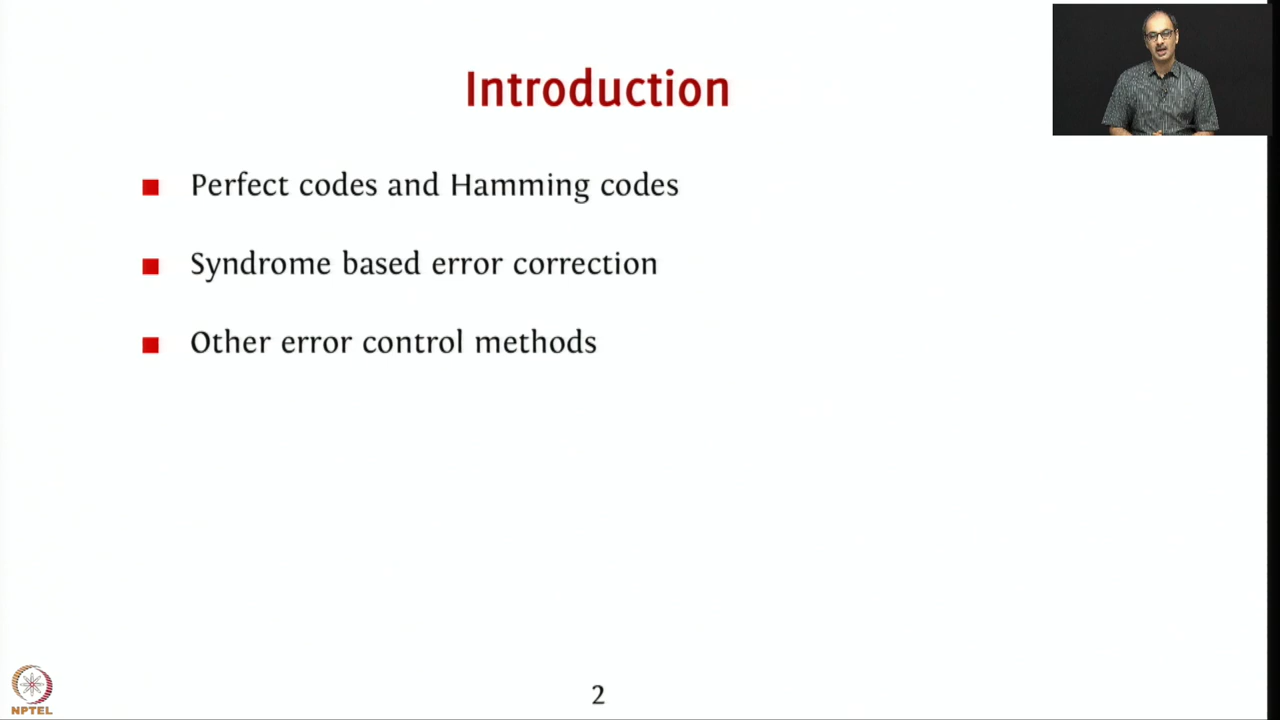 Introduction
Perfect codes and Hamming codes
Syndrome based error correction
Other error control methods
NPTEL
2